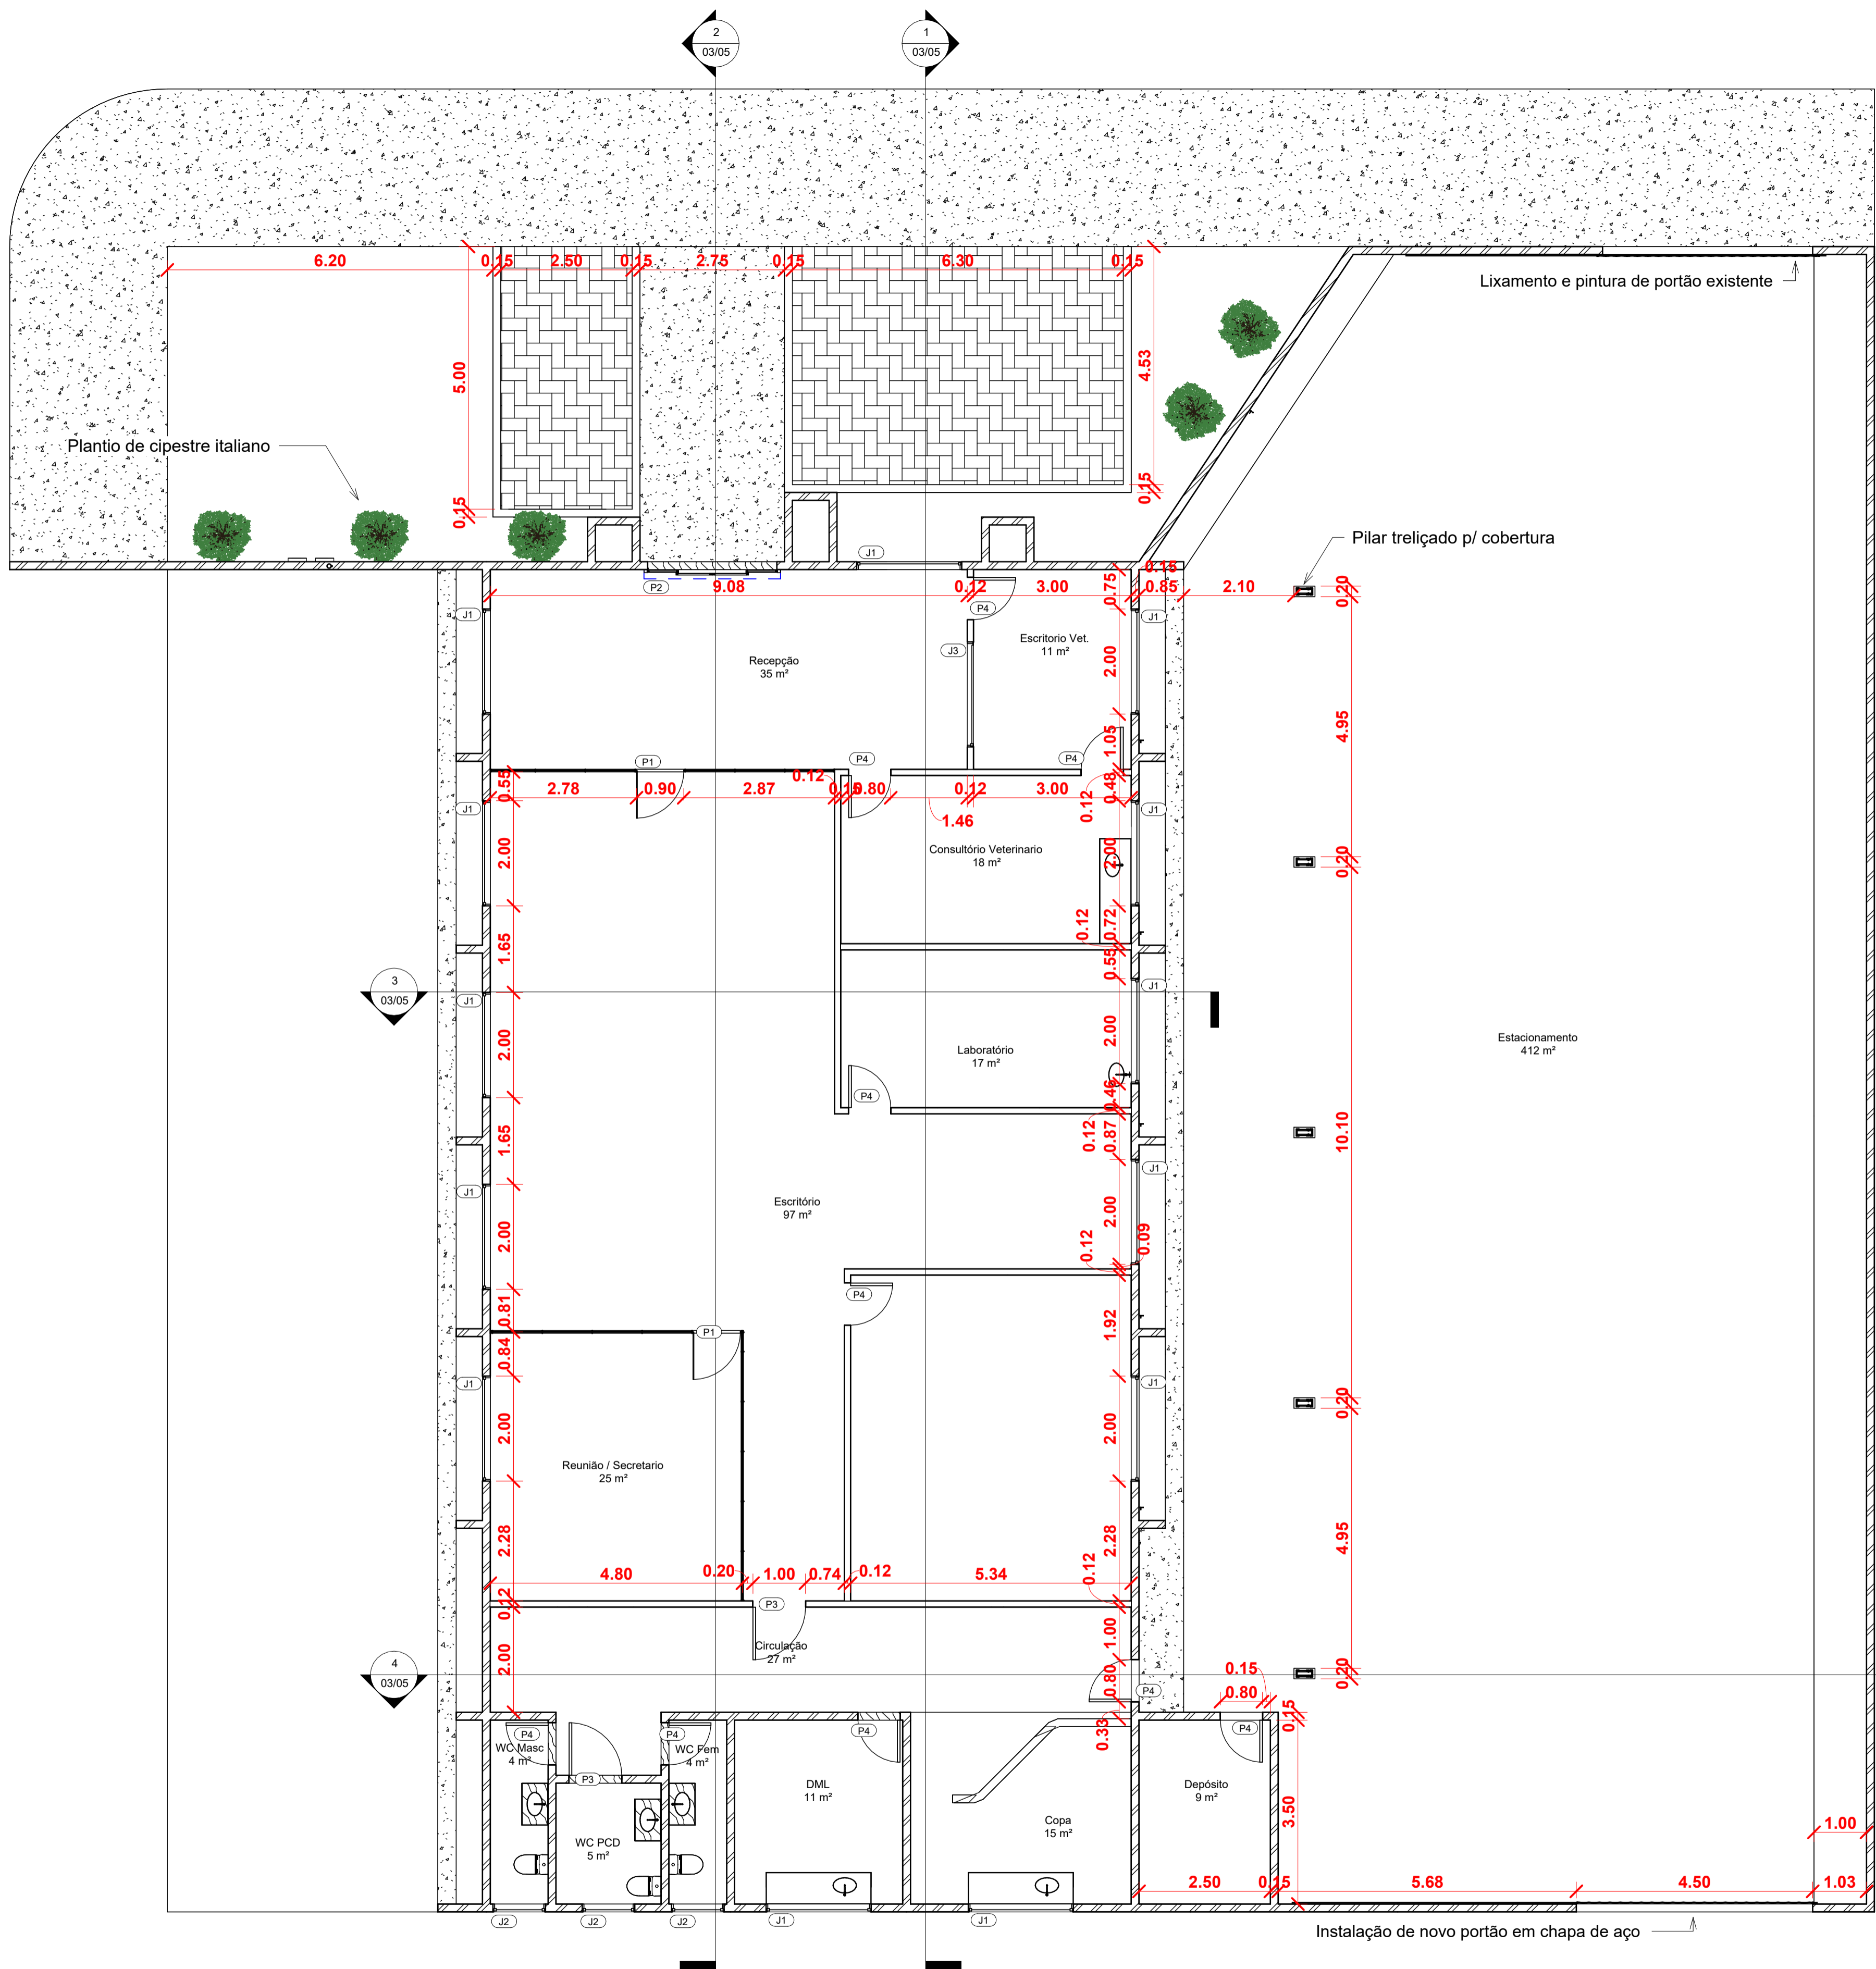 2
03/05
1
03/05
6.20
0.15
2.50
0.15
2.75
0.15
6.30
0.15
Lixamento e pintura de portão existente
5.00
4.53
Plantio de cipestre italiano
0.15
0.15
Pilar treliçado p/ cobertura
J1
P2
9.08
0.12
3.00
0.75
0.15
0.85
2.10
0.20
P4
J1
J1
Recepção
35 m²
J3
Escritorio Vet.
11 m²
2.00
4.95
1.05
P1
P4
P4
0.55
2.78
0.90
2.87
0.12
0.15
0.80
0.12
3.00
0.12
0.48
1.46
J1
J1
Consultório Veterinario
18 m²
2.00
2.00
0.20
0.12
0.72
1.65
0.55
3
03/05
J1
J1
2.00
2.00
Laboratório
17 m²
Estacionamento
412 m²
P4
0.46
0.12
0.87
10.10
1.65
J1
J1
Escritório
97 m²
2.00
2.00
0.12
0.09
P4
0.81
P1
0.84
1.92
J1
J1
0.20
2.00
2.00
Reunião / Secretario
25 m²
2.28
2.28
4.95
4.80
0.20
1.00
0.74
0.12
5.34
0.12
0.12
P3
Circulação
27 m²
2.00
1.00
4
03/05
0.80
P4
0.15
0.80
0.20
0.15
P4
P4
P4
P4
0.33
WC Masc
4 m²
WC Fem
4 m²
P3
DML
11 m²
Depósito
9 m²
3.50
Copa
15 m²
WC PCD
5 m²
1.00
2.50
0.15
5.68
4.50
1.03
J2
J2
J2
J1
J1
Instalação de novo portão em chapa de aço